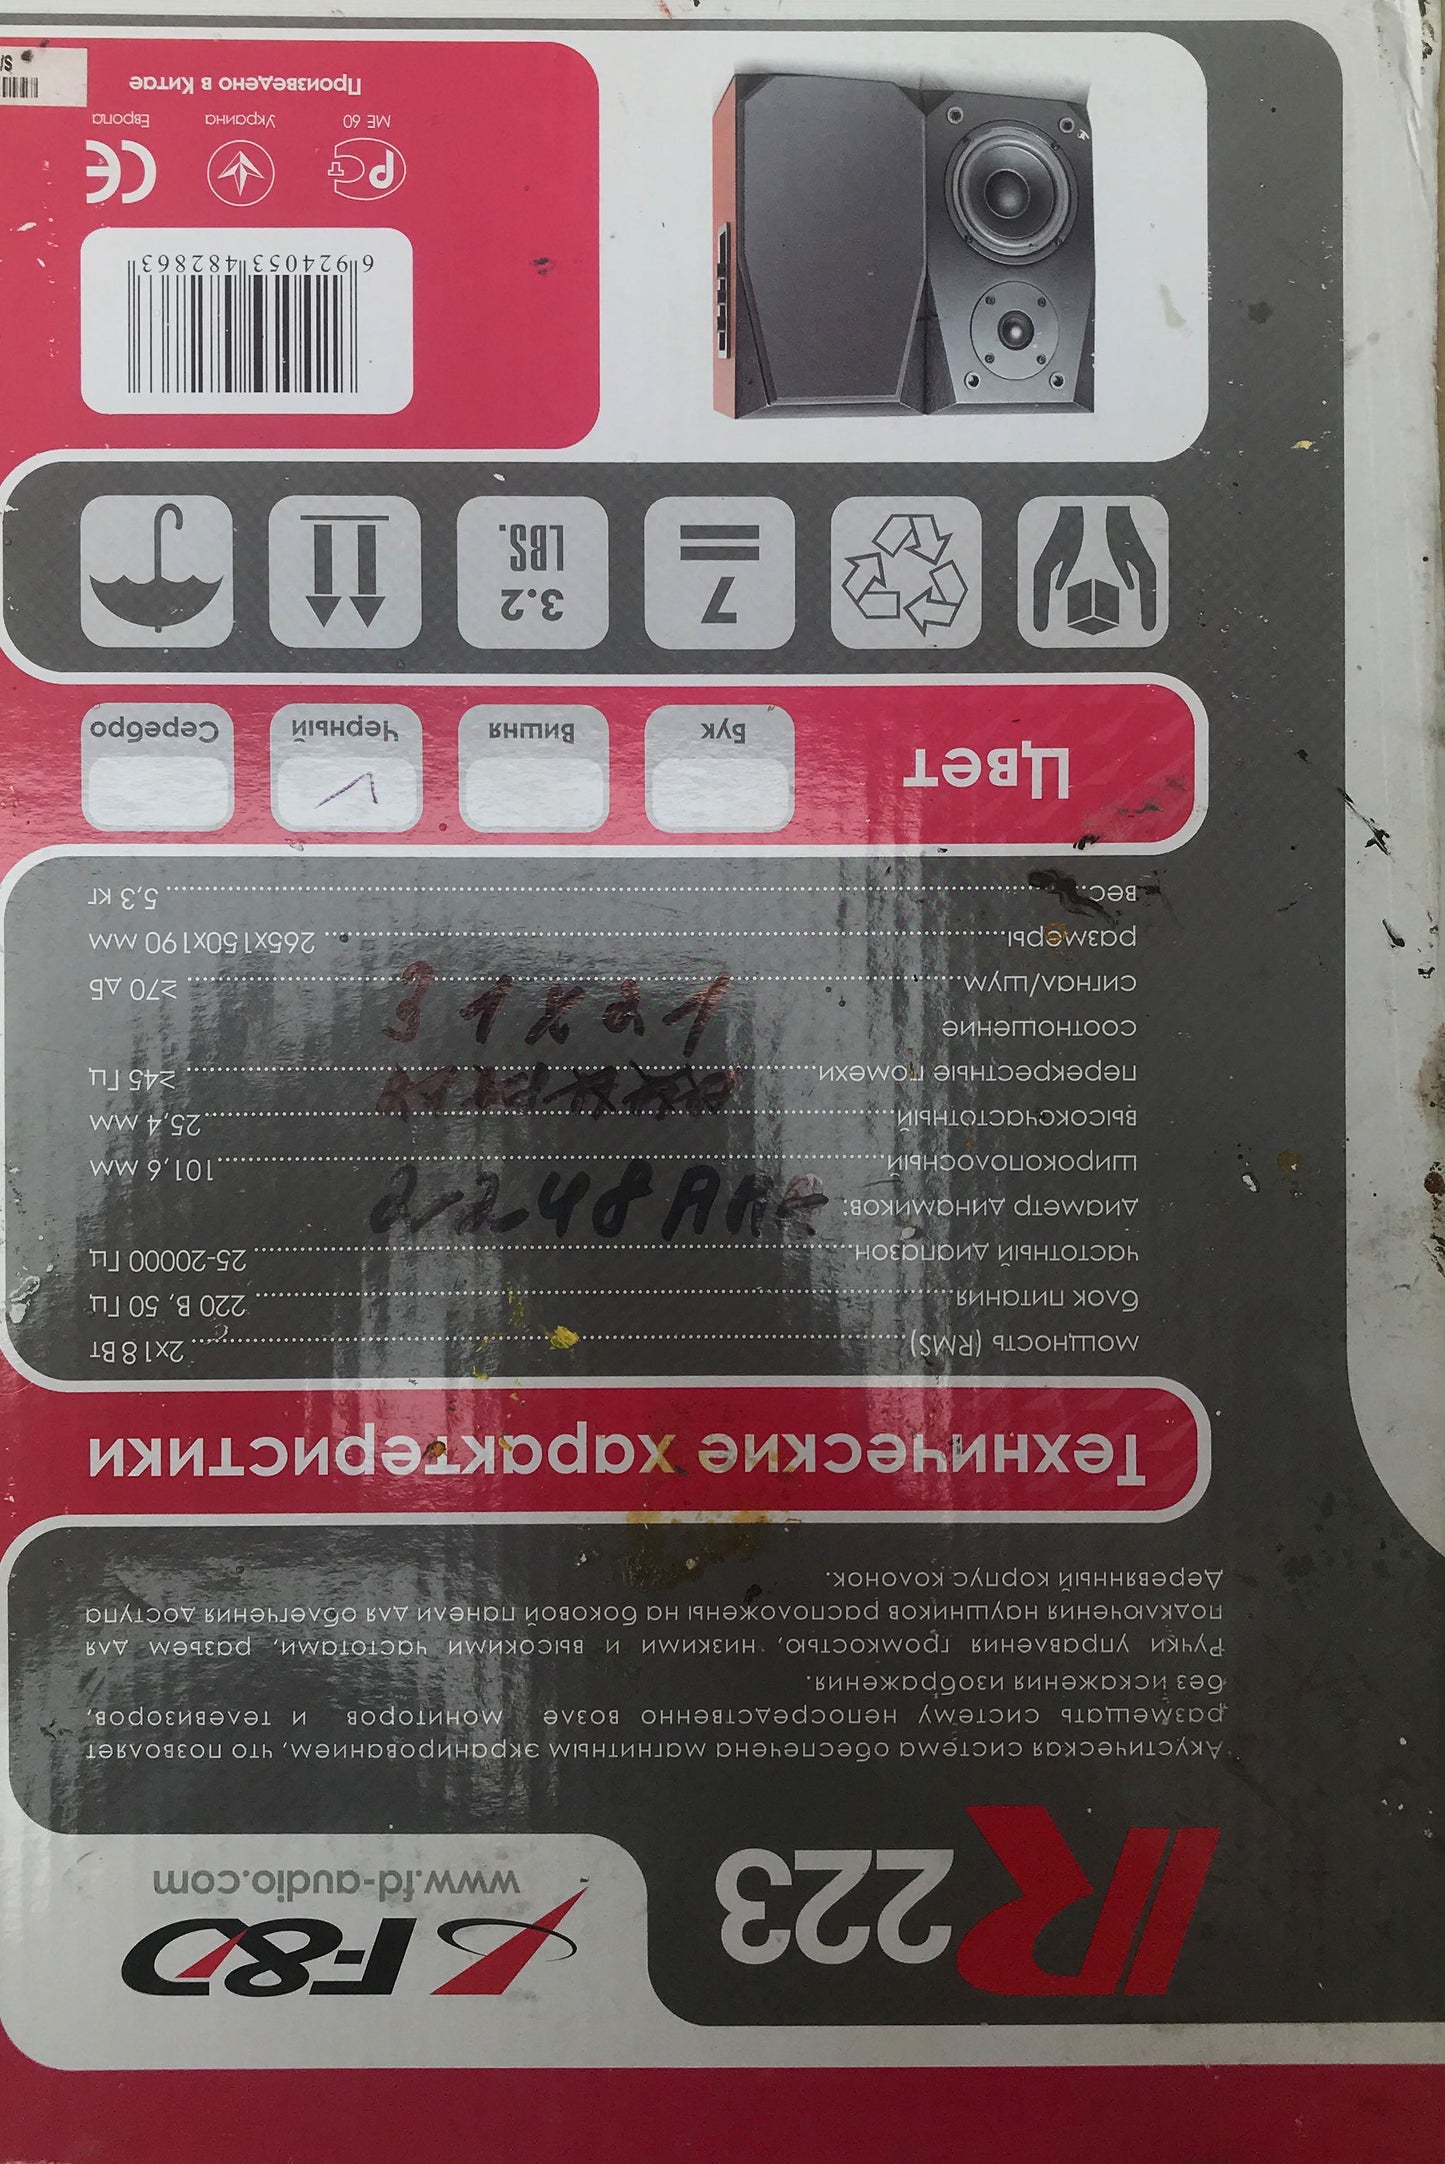 R223
F&D
www.fd-audio.com
Акустическая система обеспечена магнитным экранированием, что позволяет
размещать систему непосредственно возле мониторов и телевизоров,
без искажения изображения.
Ручки управления громкостью, низкими и высокими частотами, разъем для
подключения наушников расположены на боковой панели для облегчения доступа
Деревянный корпус колонок.
Технические характеристики
мощность (RMS) 2x18Вт
блок питания 220 В, 50 Гц
частотный диапазон 25-20000 Гц
диаметр динамиков:
широкополосный 101,6 мм
высокочастотный 25,4 мм
перекрестные помехи ≥45 Гц
соотношение
сигнал/шум ≥70 дБ
размеры 265x150x190 мм
вес 5,3 кг
31x21
Цвет
Бук
Вишня
Черный
Серебро
7
3.2
LBS.
6 924053 482863
РСТ
CE
МЕ 60
Украина
Европа
Произведено в Китае
S/